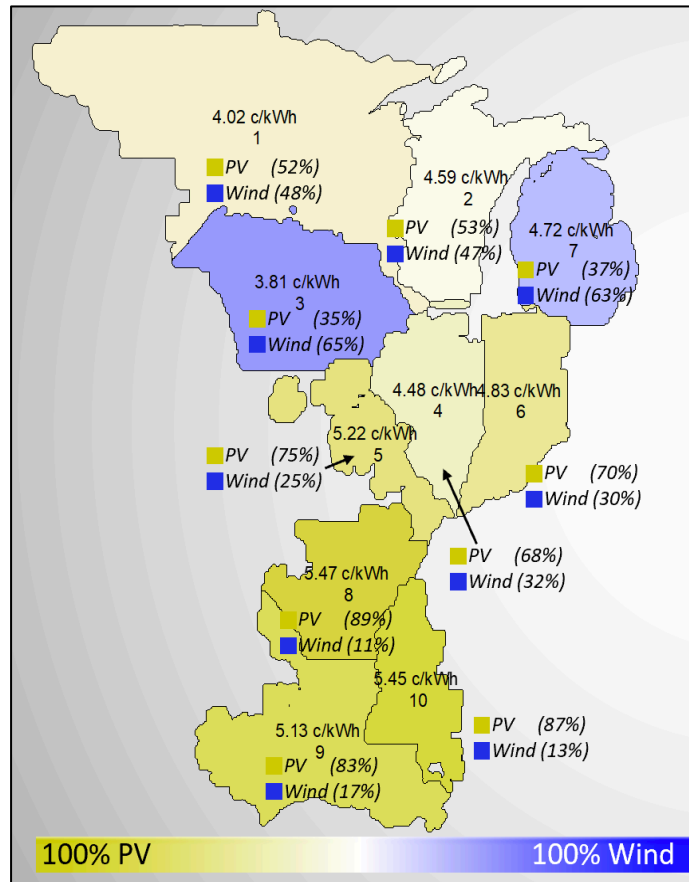 4.02 c/kWh
1
PV (52%)
Wind (48%)
4.59 c/kWh
2
PV (53%)
Wind (47%)
4.72 c/kWh
7
PV (37%)
Wind (63%)
3.81 c/kWh
3
PV (35%)
Wind (65%)
4.48 c/kWh
4
4.83 c/kWh
6
5.22 c/kWh
5
PV (75%)
Wind (25%)
PV (70%)
Wind (30%)
PV (68%)
Wind (32%)
5.47 c/kWh
8
PV (89%)
Wind (11%)
5.45 c/kWh
10
PV (87%)
Wind (13%)
5.13 c/kWh
9
PV (83%)
Wind (17%)
100% PV
100% Wind